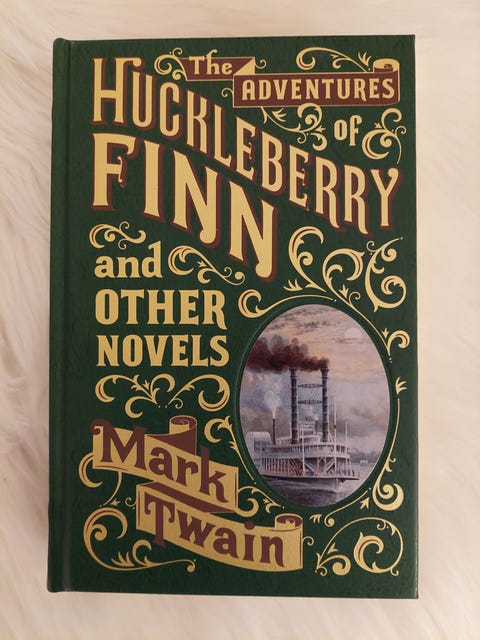 The
ADVENTURES
of
HUCKLEBERRY
FINN
and
OTHER
NOVELS
Mark
Twain